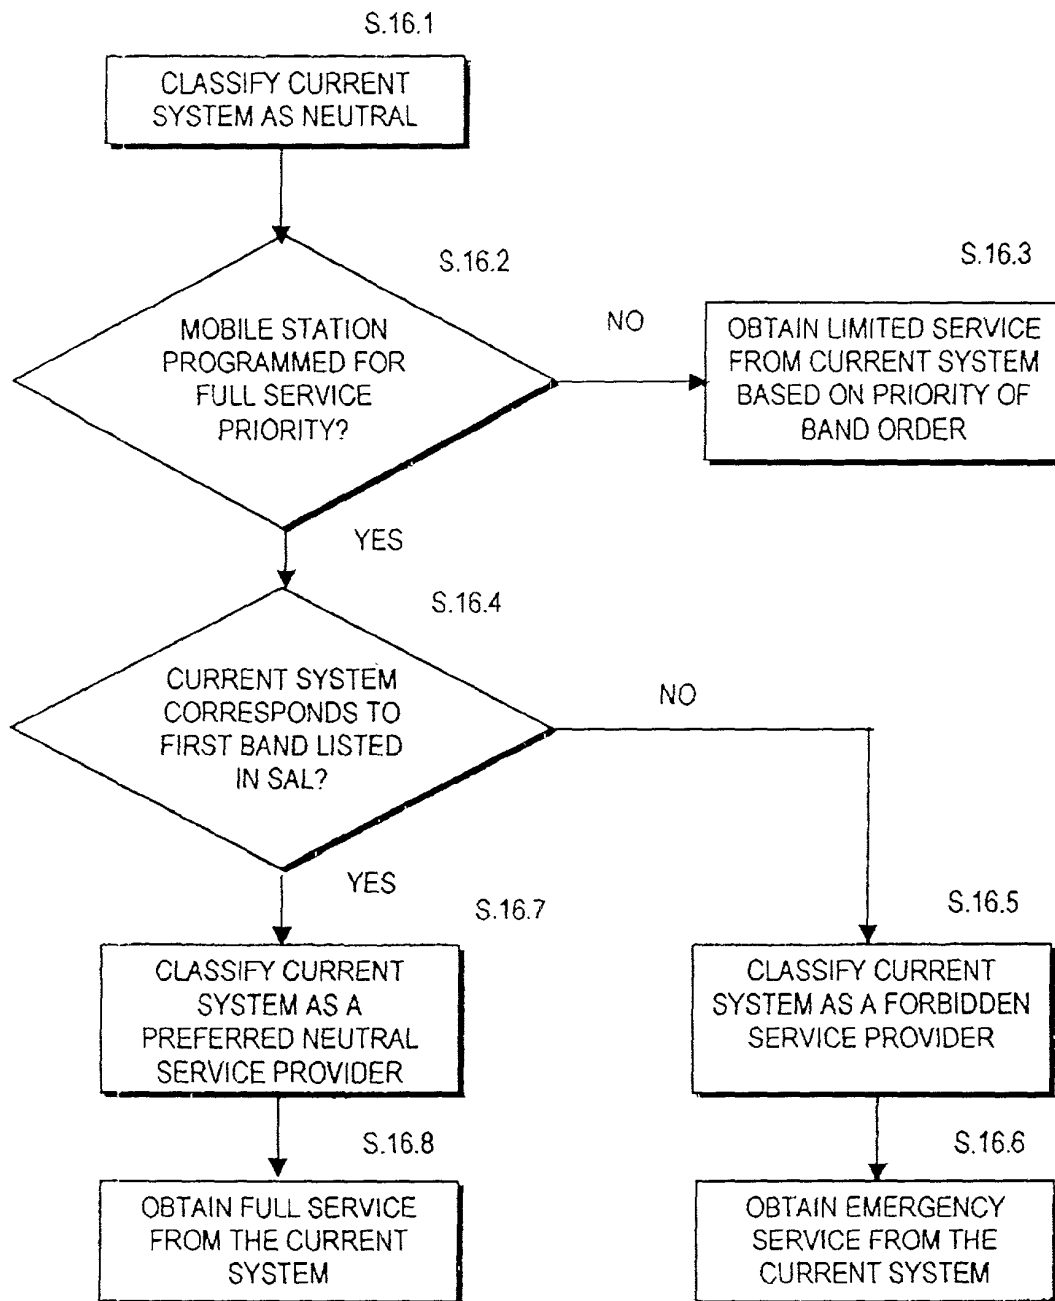 S.16.1
CLASSIFY CURRENT
SYSTEM AS NEUTRAL
S.16.2
MOBILE STATION
PROGRAMMED FOR
FULL SERVICE
PRIORITY?
NO
S.16.3
OBTAIN LIMITED SERVICE
FROM CURRENT SYSTEM
BASED ON PRIORITY OF
BAND ORDER
YES
S.16.4
CURRENT SYSTEM
CORRESPONDS TO
FIRST BAND LISTED
IN SAL?
NO
YES
S.16.7
CLASSIFY CURRENT
SYSTEM AS A
PREFERRED NEUTRAL
SERVICE PROVIDER
S.16.5
CLASSIFY CURRENT
SYSTEM AS A FORBIDDEN
SERVICE PROVIDER
S.16.8
OBTAIN FULL SERVICE
FROM THE CURRENT
SYSTEM
S.16.6
OBTAIN EMERGENCY
SERVICE FROM THE
CURRENT SYSTEM